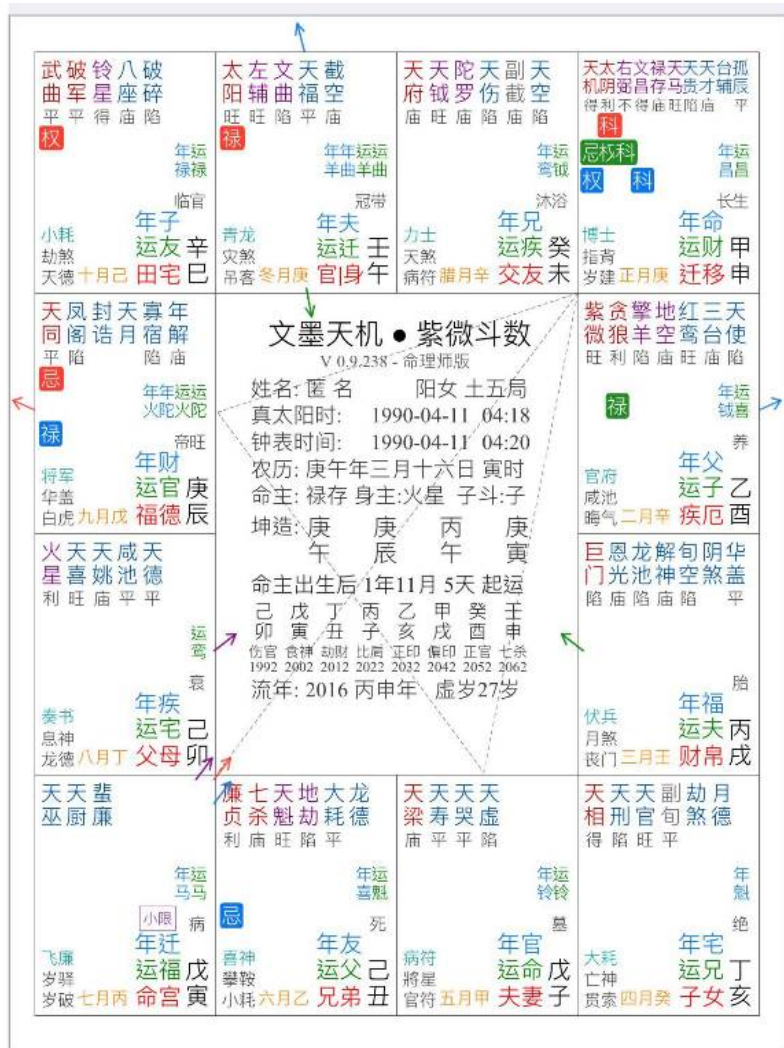 武 破 铃 八 破
曲 军 星 座 碎
平 平 得 庙 陷
权
年运
禄禄
临官
小耗
劫煞
天德
十月己
年子
运友
田宅
辛
巳
太 左 文 天 截
阳 辅 曲 福 空
旺 旺 陷 平 庙
禄
年年运运
羊曲羊曲
冠带
青龙
灾煞
吊客
冬月庚
年夫
运迁
官|身
壬
午
天 天 陀 天 副 天
府 钺 罗 伤 截 空
庙 旺 庙 陷 庙 陷
年运
鸾钺
沐浴
力士
天煞
病符
腊月辛
年兄
运疾
交友
癸
未
天太右文禄天天天台孤
机阴弼昌存马贵才辅辰
得利不得庙旺陷庙 平
科
忌权科
权 科
年运
昌昌
长生
博士
指背
岁建
正月庚
年命
运财
迁移
甲
申
天 凤 封 天 寡 年
同 阁 诰 月 宿 解
平 陷 陷 庙
忌
禄
年年运运
火陀火陀
帝旺
将军
华盖
白虎
九月戊
年财
运官
福德
庚
辰
文墨天机 ● 紫微斗数
V 0.9.238 - 命理师版
姓名: 匿 名 阳女 土五局
真太阳时: 1990-04-11 04:18
钟表时间: 1990-04-11 04:20
农历: 庚午年三月十六日 寅时
命主: 禄存 身主:火星 子斗:子
坤造: 庚 庚 丙 庚
午 辰 午 寅
命主出生后 1年11月 5天 起运
己 戊 丁 丙 乙 甲 癸 壬
卯 寅 丑 子 亥 戌 酉 申
伤官 食神 劫财 比肩 正印 偏印 正官 七杀
1992 2002 2012 2022 2032 2042 2052 2062
流年: 2016 丙申年 虚岁27岁
紫 贪 擎 地 红 三 天
微 狼 羊 空 鸾 台 使
旺 利 陷 庙 旺 庙 陷
禄
年运
钺喜
养
官府
咸池
晦气
二月辛
年父
运子
疾厄
乙
酉
火 天 天 咸 天
星 喜 姚 池 德
利 旺 庙 平 平
运
鸾
衰
奏书
息神
龙德
八月丁
年疾
运宅
父母
己
卯
巨 恩 龙 解 旬 阴 华
门 光 池 神 空 煞 盖
陷 庙 陷 庙 陷 平
胎
伏兵
月煞
丧门
三月壬
年福
运夫
财帛
丙
戌
天 天 蜚
巫 厨 廉
年运
马马
小限
病
飞廉
岁驿
岁破
七月丙
年迁
运福
命宫
戊
寅
廉 七 天 地 大 龙
贞 杀 魁 劫 耗 德
利 庙 旺 陷 平
忌
年运
喜魁
死
喜神
攀鞍
小耗
六月乙
年友
运父
兄弟
己
丑
天 天 天 天
梁 寿 哭 虚
庙 平 平 陷
年运
铃铃
墓
病符
將星
官符
五月甲
年官
运命
夫妻
戊
子
天 天 天 副 劫 月
相 刑 官 旬 煞 德
得 陷 旺 平
年
魁
绝
大耗
亡神
贯索
四月癸
年宅
运兄
子女
丁
亥